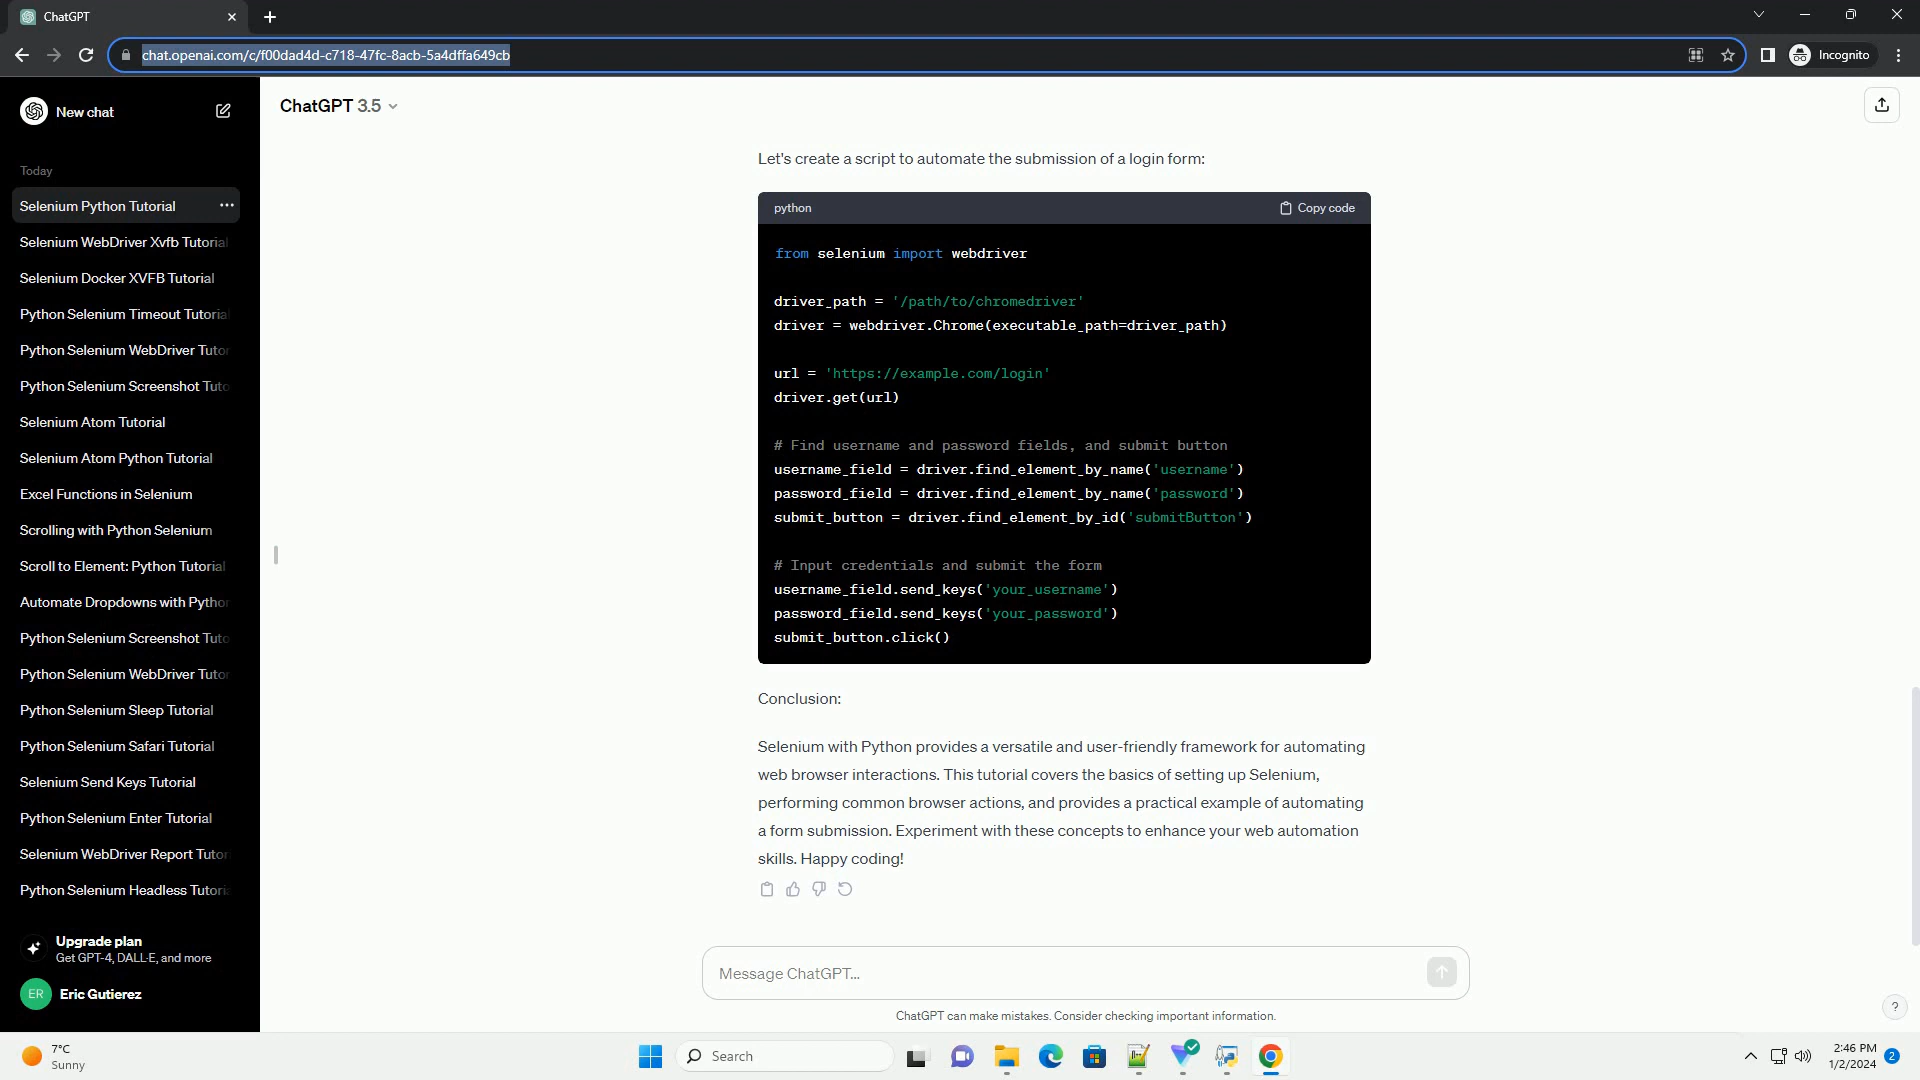 ChatGPT
chat.openai.com/c/f00dad4d-c718-47fc-8acb-5a4dffa649cb
Incognito
New chat
Today
Selenium Python Tutorial
Selenium WebDriver Xvfb Tutorial
Selenium Docker XVFB Tutorial
Python Selenium Timeout Tutorial
Python Selenium WebDriver Tutor
Python Selenium Screenshot Tuto
Selenium Atom Tutorial
Selenium Atom Python Tutorial
Excel Functions in Selenium
Scrolling with Python Selenium
Scroll to Element: Python Tutorial
Automate Dropdowns with Python
Python Selenium Screenshot Tuto
Python Selenium WebDriver Tutor
Python Selenium Sleep Tutorial
Python Selenium Safari Tutorial
Selenium Send Keys Tutorial
Python Selenium Enter Tutorial
Selenium WebDriver Report Tutor
Python Selenium Headless Tutoria
Upgrade plan
Get GPT-4, DALL·E, and more
ER
Eric Gutierez
ChatGPT 3.5
Let's create a script to automate the submission of a login form:
python
Copy code
from selenium import webdriver
driver_path = '/path/to/chromedriver'
driver = webdriver.Chrome(executable_path=driver_path)
url = 'https://example.com/login'
driver.get(url)
# Find username and password fields, and submit button
username_field = driver.find_element_by_name('username')
password_field = driver.find_element_by_name('password')
submit_button = driver.find_element_by_id('submitButton')
# Input credentials and submit the form
username_field.send_keys('your_username')
password_field.send_keys('your_password')
submit_button.click()
Conclusion:
Selenium with Python provides a versatile and user-friendly framework for automating
web browser interactions. This tutorial covers the basics of setting up Selenium,
performing common browser actions, and provides a practical example of automating
a form submission. Experiment with these concepts to enhance your web automation
skills. Happy coding!
Message ChatGPT...
ChatGPT can make mistakes. Consider checking important information.
?
7°C
Sunny
Search
2:46 PM
1/2/2024
2